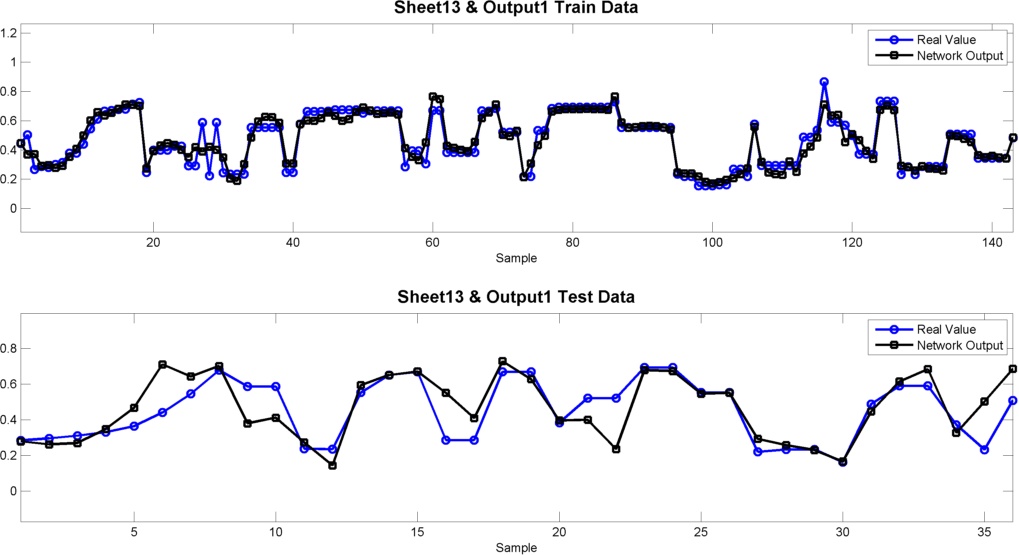 Sheet13 & Output1 Train Data
1.2
1
0.8
0.6
0.4
0.2
0
Real Value
Network Output
20 40 60 80 100 120 140
Sample
Sheet13 & Output1 Test Data
0.8
0.6
0.4
0.2
0
Real Value
Network Output
5 10 15 20 25 30 35
Sample